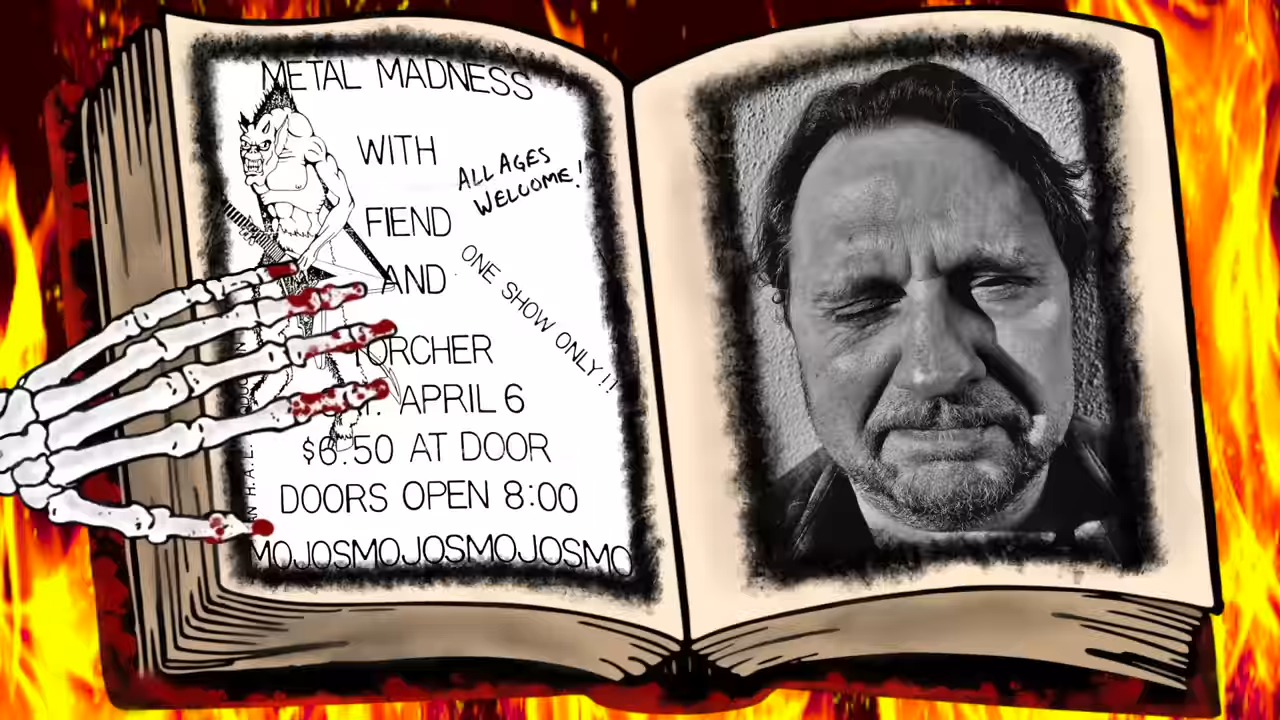 METAL MADNESS
WITH
ALL AGES
WELCOME!
FIEND
AND
ONE SHOW ONLY!!
TORCHER
APRIL 6
$6.50 AT DOOR
DOORS OPEN 8:00
MOJOSMOJOSMOJOSMO